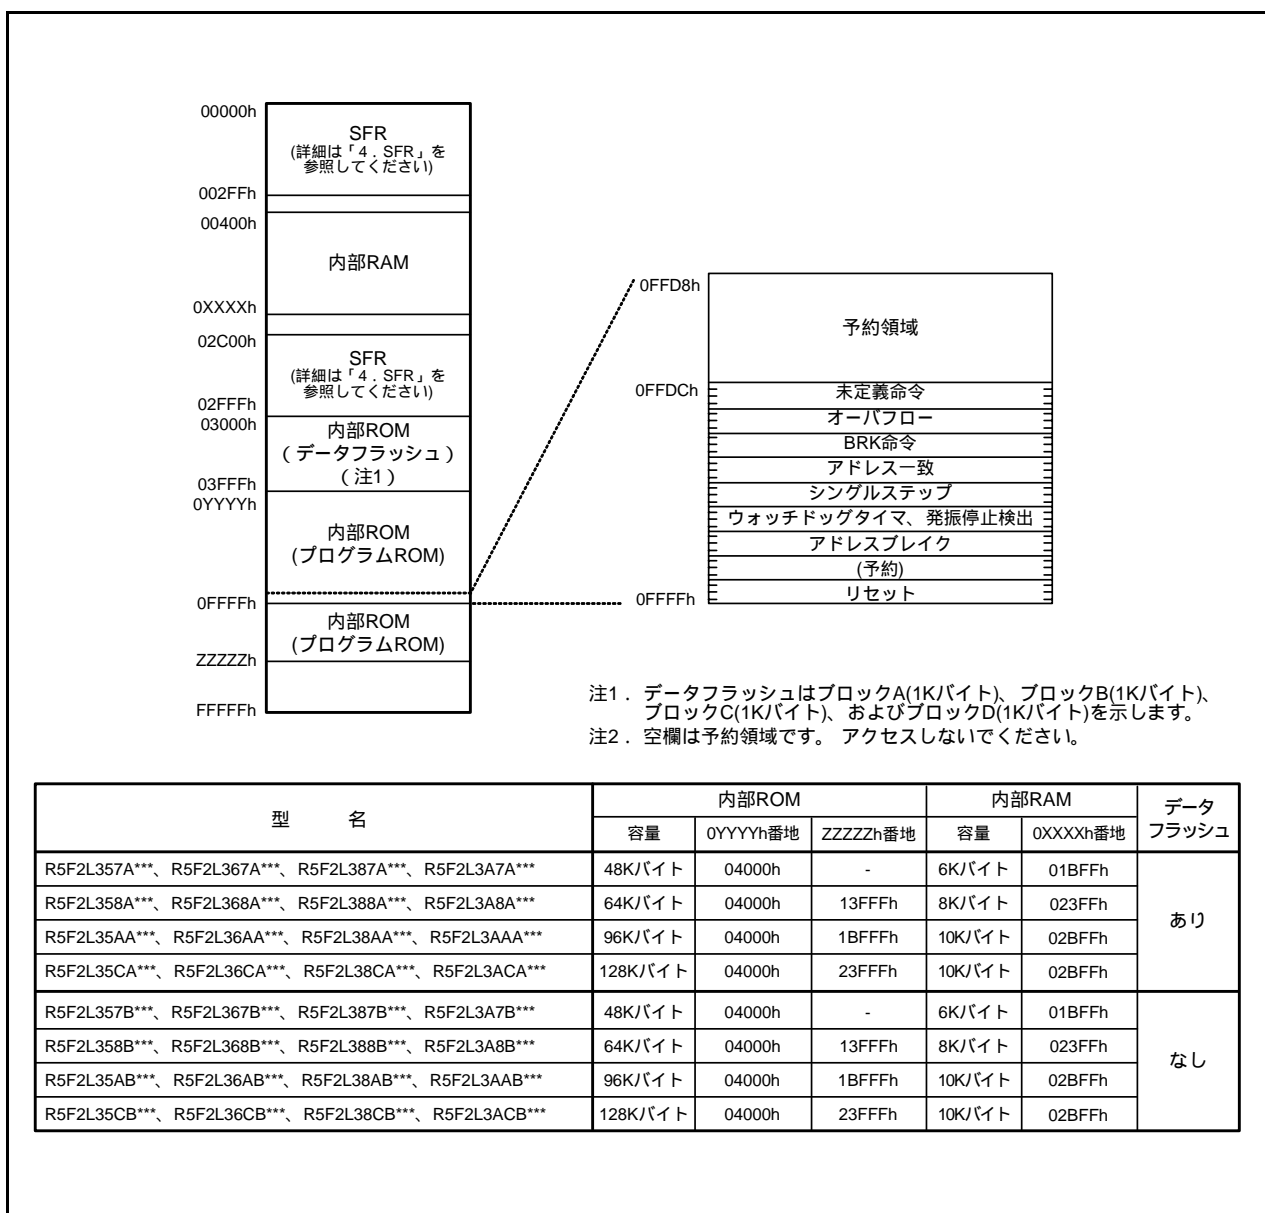 00000h
SFR
(詳細は「4．SFR」を
参照してください)
002FFh
00400h
内部RAM
0XXXXh
02C00h
SFR
(詳細は「4．SFR」を
参照してください)
02FFFh
03000h
内部ROM
（データフラッシュ）
（注1）
03FFFh
0YYYYh
内部ROM
(プログラムROM)
0FFFFh
内部ROM
(プログラムROM)
ZZZZZh
FFFFFh
0FFD8h
予約領域
0FFDCh
未定義命令
オーバフロー
BRK命令
アドレス一致
シングルステップ
ウォッチドッグタイマ、発振停止検出
アドレスブレイク
(予約)
リセット
0FFFFh
注1．データフラッシュはブロックA(1Kバイト)、ブロックB(1Kバイト)、
ブロックC(1Kバイト)、およびブロックD(1Kバイト)を示します。
注2．空欄は予約領域です。 アクセスしないでください。
型 名 内部ROM 内部RAM データ
フラッシュ
容量 0YYYYh番地 ZZZZZh番地 容量 0XXXXh番地
R5F2L357A***、R5F2L367A***、R5F2L387A***、R5F2L3A7A*** 48Kバイト 04000h - 6Kバイト 01BFFh
R5F2L358A***、R5F2L368A***、R5F2L388A***、R5F2L3A8A*** 64Kバイト 04000h 13FFFh 8Kバイト 023FFh
あり
R5F2L35AA***、R5F2L36AA***、R5F2L38AA***、R5F2L3AAA*** 96Kバイト 04000h 1BFFFh 10Kバイト 02BFFh
R5F2L35CA***、R5F2L36CA***、R5F2L38CA***、R5F2L3ACA*** 128Kバイト 04000h 23FFFh 10Kバイト 02BFFh
R5F2L357B***、R5F2L367B***、R5F2L387B***、R5F2L3A7B*** 48Kバイト 04000h - 6Kバイト 01BFFh
R5F2L358B***、R5F2L368B***、R5F2L388B***、R5F2L3A8B*** 64Kバイト 04000h 13FFFh 8Kバイト 023FFh
なし
R5F2L35AB***、R5F2L36AB***、R5F2L38AB***、R5F2L3AAB*** 96Kバイト 04000h 1BFFFh 10Kバイト 02BFFh
R5F2L35CB***、R5F2L36CB***、R5F2L38CB***、R5F2L3ACB*** 128Kバイト 04000h 23FFFh 10Kバイト 02BFFh